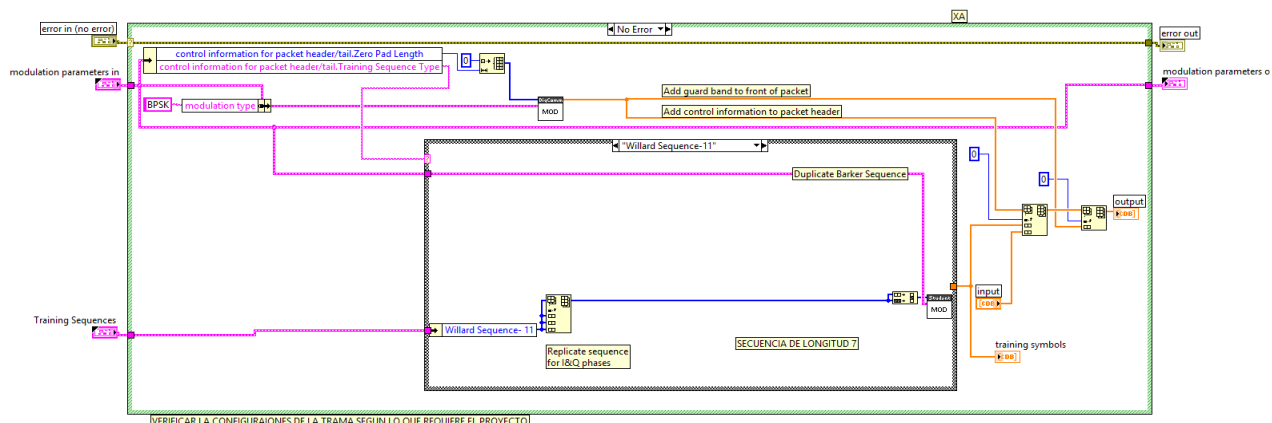 XA
error in (no error)
No Error
error out
control information for packet header/tail.Zero Pad Length
control information for packet header/tail.Training Sequence Type
0
modulation parameters in
modulation parameters o
BPSK
modulation type
MOD
Add guard band to front of packet
Add control information to packet header
"Willard Sequence-11"
0
Duplicate Barker Sequence
0
output
input
Student
MOD
Training Sequences
Willard Sequence- 11
SECUENCIA DE LONGITUD 7
training symbols
Replicate sequence
for I&Q phases
VERIFICAR LA CONFIGURAIONES DE LA TRAMA SEGUN LO QUE REQUIERE EL PROYECTO